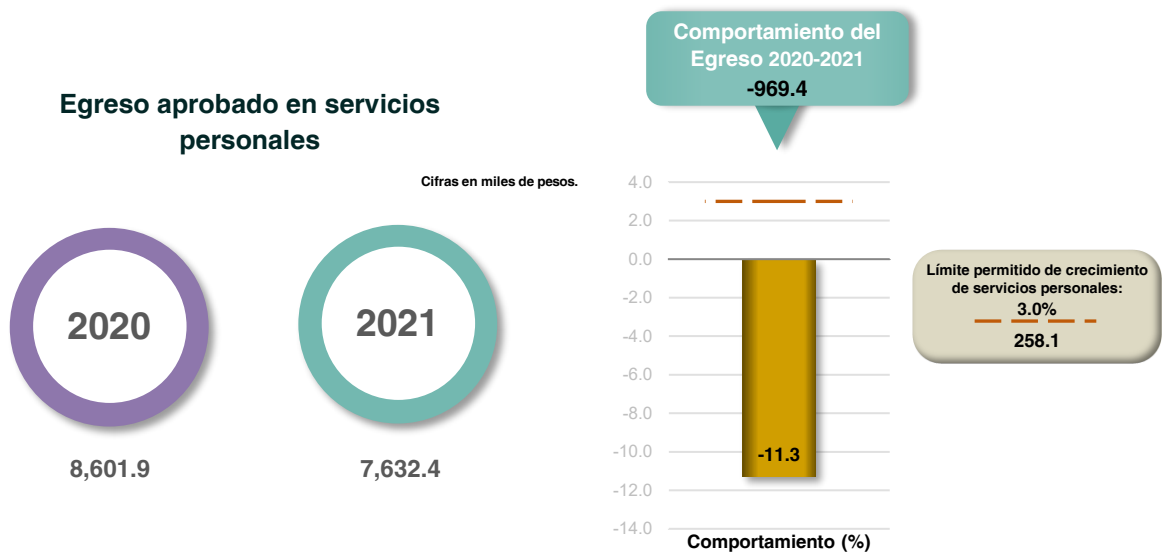 Egreso aprobado en servicios
personales
Cifras en miles de pesos.
2020
2021
8,601.9
7,632.4
Comportamiento del
Egreso 2020-2021
-969.4
4.0
2.0
0.0
-2.0
-4.0
-6.0
-8.0
-10.0
-12.0
-14.0
-11.3
Comportamiento (%)
Límite permitido de crecimiento
de servicios personales:
3.0%
258.1